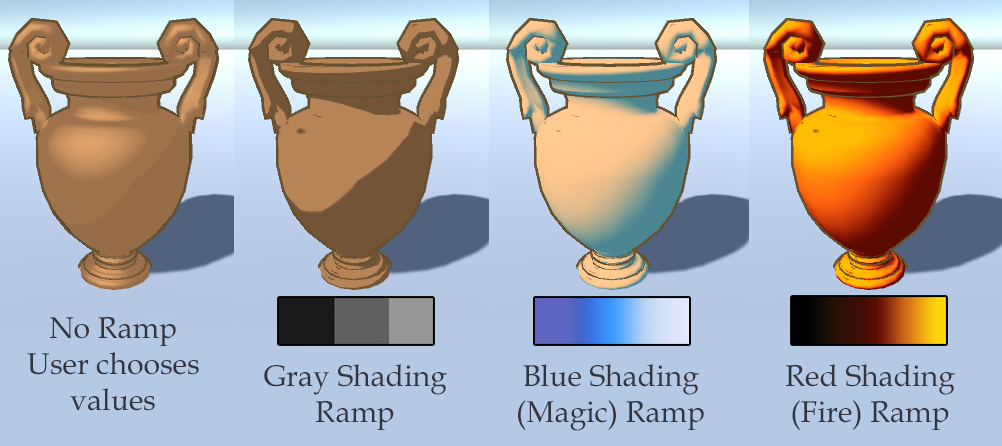 No Ramp
User chooses
values
Gray Shading
Ramp
Blue Shading
(Magic) Ramp
Red Shading
(Fire) Ramp